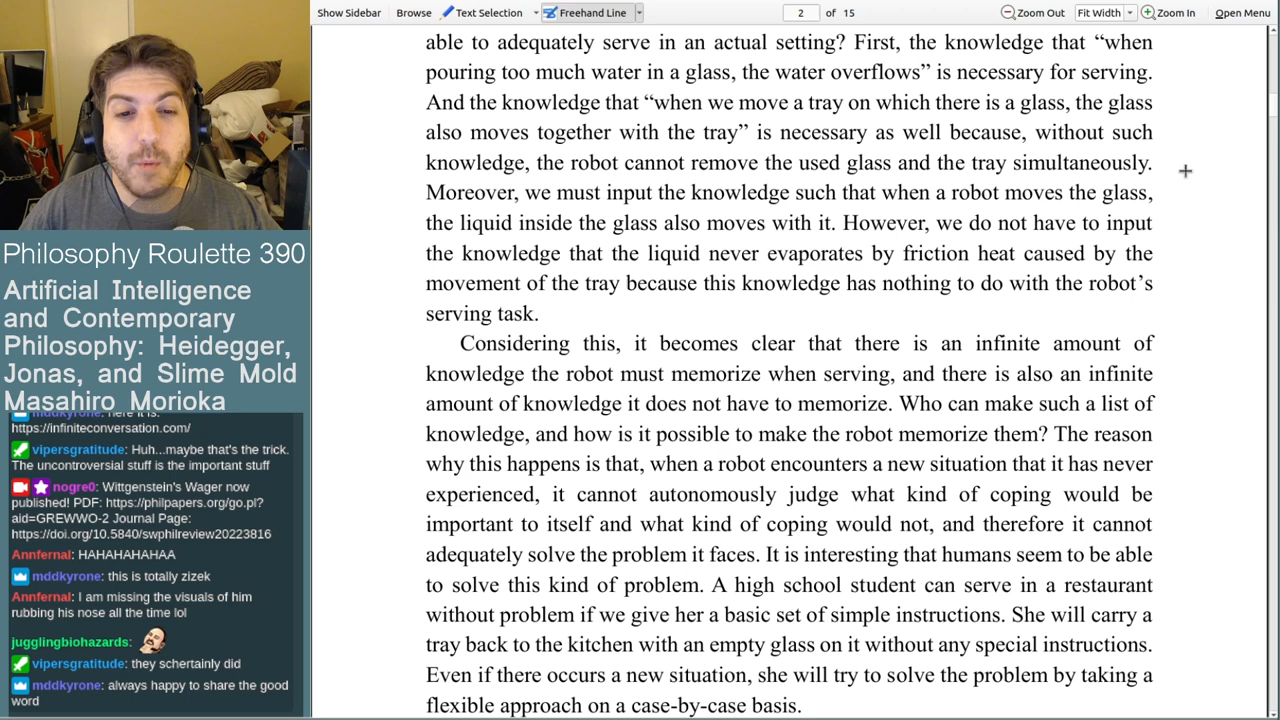 Show Sidebar Browse Text Selection Freehand Line 2 of 15 Zoom Out Fit Width Zoom In Open Menu
able to adequately serve in an actual setting? First, the knowledge that “when
pouring too much water in a glass, the water overflows” is necessary for serving.
And the knowledge that “when we move a tray on which there is a glass, the glass
also moves together with the tray” is necessary as well because, without such
knowledge, the robot cannot remove the used glass and the tray simultaneously.
Moreover, we must input the knowledge such that when a robot moves the glass,
the liquid inside the glass also moves with it. However, we do not have to input
the knowledge that the liquid never evaporates by friction heat caused by the
movement of the tray because this knowledge has nothing to do with the robot’s
serving task.
Considering this, it becomes clear that there is an infinite amount of
knowledge the robot must memorize when serving, and there is also an infinite
amount of knowledge it does not have to memorize. Who can make such a list of
knowledge, and how is it possible to make the robot memorize them? The reason
why this happens is that, when a robot encounters a new situation that it has never
experienced, it cannot autonomously judge what kind of coping would be
important to itself and what kind of coping would not, and therefore it cannot
adequately solve the problem it faces. It is interesting that humans seem to be able
to solve this kind of problem. A high school student can serve in a restaurant
without problem if we give her a basic set of simple instructions. She will carry a
tray back to the kitchen with an empty glass on it without any special instructions.
Even if there occurs a new situation, she will try to solve the problem by taking a
flexible approach on a case-by-case basis.
Philosophy Roulette 390
Artificial Intelligence
and Contemporary
Philosophy: Heidegger,
Jonas, and Slime Mold
Masahiro Morioka
mddkyrone: here it is:
https://infiniteconversation.com/
vipersgratitude: Huh...maybe that's the trick.
The uncontroversial stuff is the important stuff
nogre0: Wittgenstein's Wager now
published! PDF: https://philpapers.org/go.pl?
aid=GREWWO-2 Journal Page:
https://doi.org/10.5840/swphilreview20223816
Annfernal: HAHAHAHAHAA
mddkyrone: this is totally zizek
Annfernal: I am missing the visuals of him
rubbing his nose all the time lol
jugglingbiohazards:
vipersgratitude: they schertainly did
mddkyrone: always happy to share the good
word